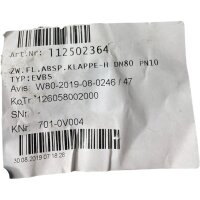 Art.Nr: 112502364
ZW.FL.ABSP.KLAPPE-H DN80 PN10
TYP:EVBS
Avis W80-2019-08-0246 / 47
KoTr 126058002000
SNr -
KNr 701-0V004
30.08.2019 07:18:28